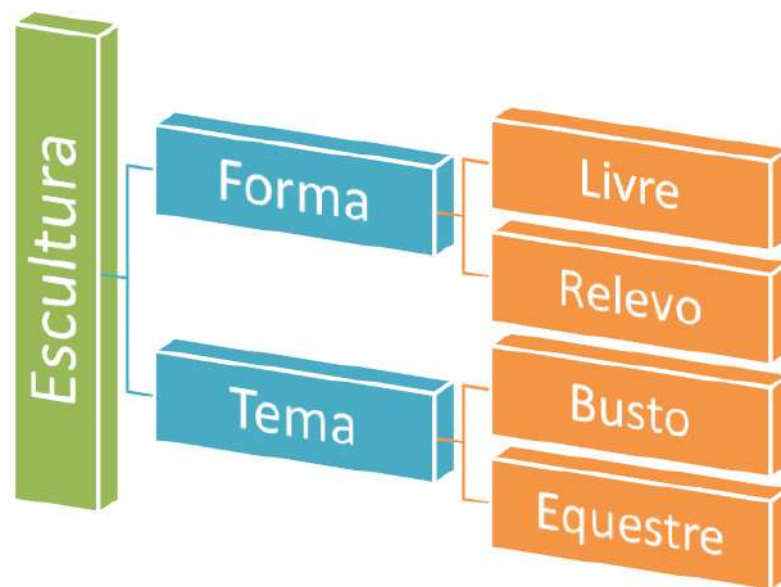 Escultura
Forma
Livre
Relevo
Tema
Busto
Equestre